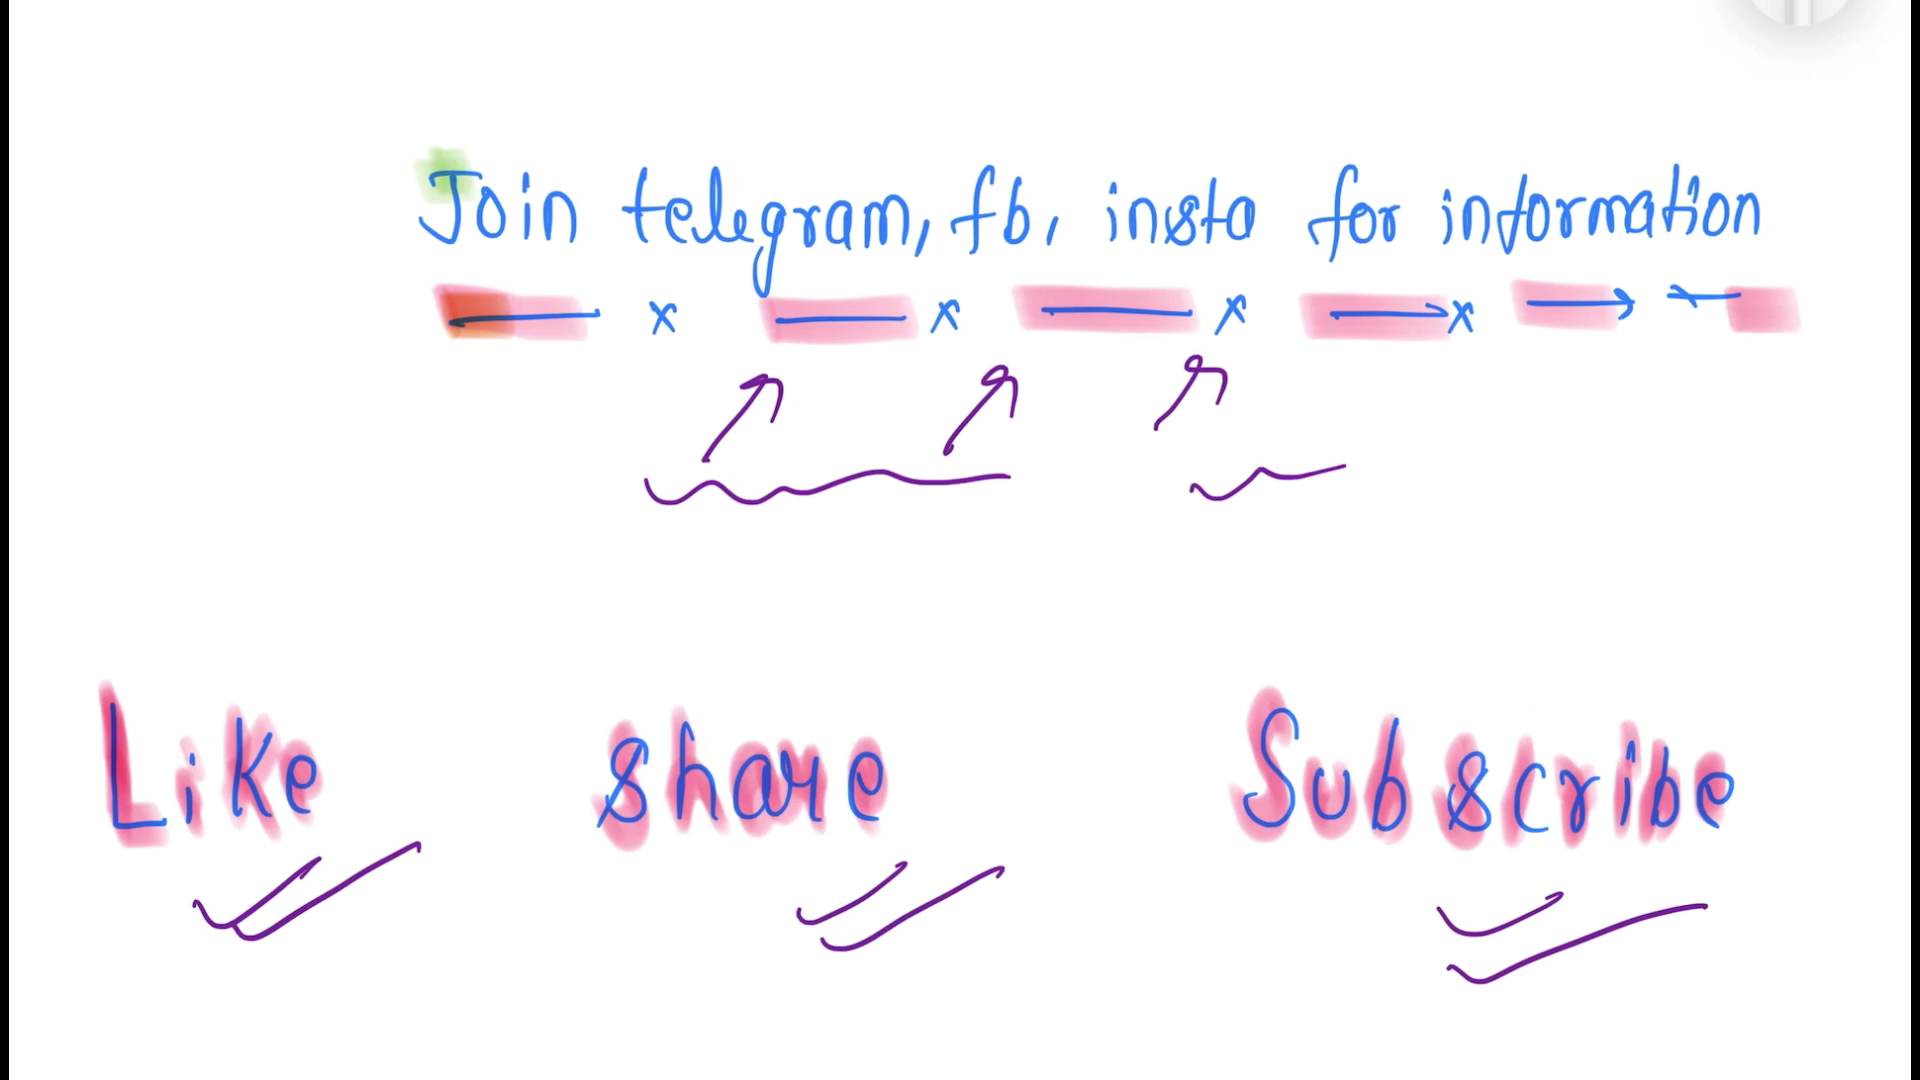 Join telegram, fb, insta for information
x x x x
Like share Subscribe